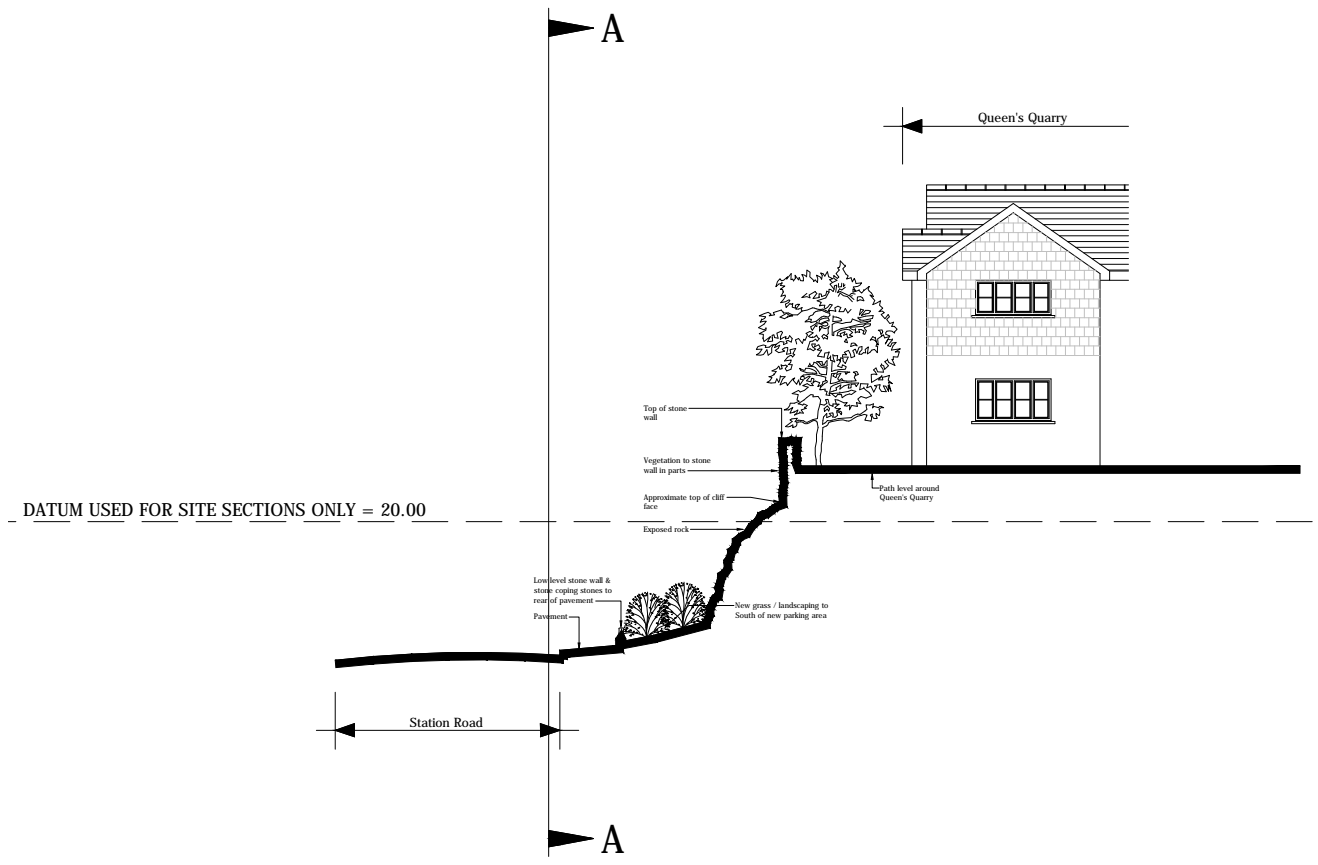 A
Queen's Quarry
Top of stone
wall
Vegetation to stone
wall in parts
Path level around
Queen's Quarry
Approximate top of cliff
face
DATUM USED FOR SITE SECTIONS ONLY = 20.00
Exposed rock
Low level stone wall &
stone coping stones to
rear of pavement
New grass / landscaping to
South of new parking area
Pavement
Station Road
A